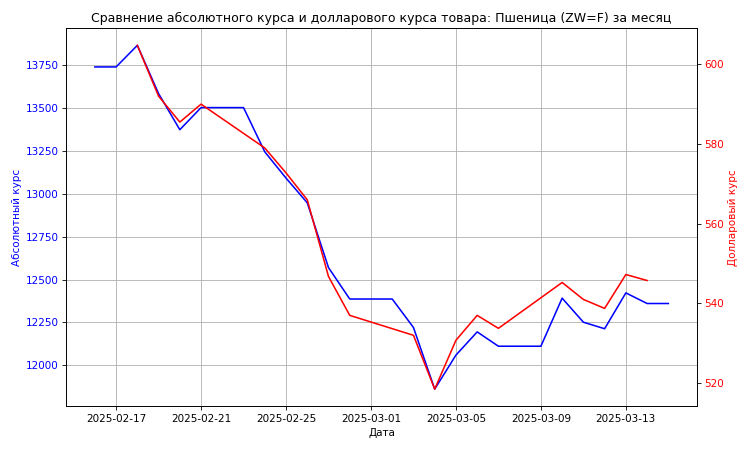 Сравнение абсолютного курса и долларового курса товара: Пшеница (ZW=F) за месяц
13750
13500
13250
13000
12750
12500
12250
12000
Абсолютный курс
600
580
560
540
520
Долларовый курс
2025-02-17 2025-02-21 2025-02-25 2025-03-01 2025-03-05 2025-03-09 2025-03-13
Дата